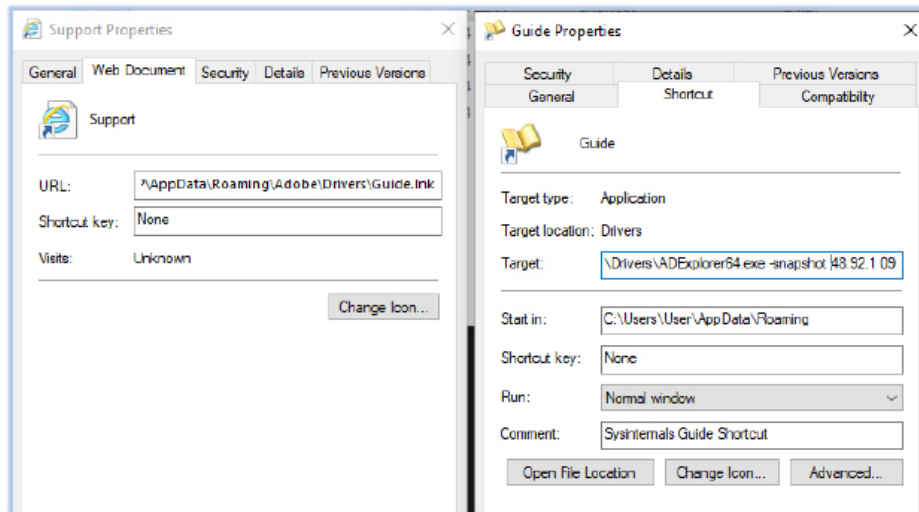 Support Properties
General Web Document Security Details Previous Versions
Support
URL: \AppData\Roaming\Adobe\Drivers\Guide.lnk
Shortcut key: None
Visits: Unknown
Change Icon...
Guide Properties
Security Details Previous Versions
General Shortcut Compatibility
Guide
Target type: Application
Target location: Drivers
Target: \Drivers\ADExplorer64.exe -snapshot 48.92.1 09
Start in: C:\Users\User\AppData\Roaming
Shortcut key: None
Run: Normal window
Comment: Sysinternals Guide Shortcut
Open File Location Change Icon... Advanced...